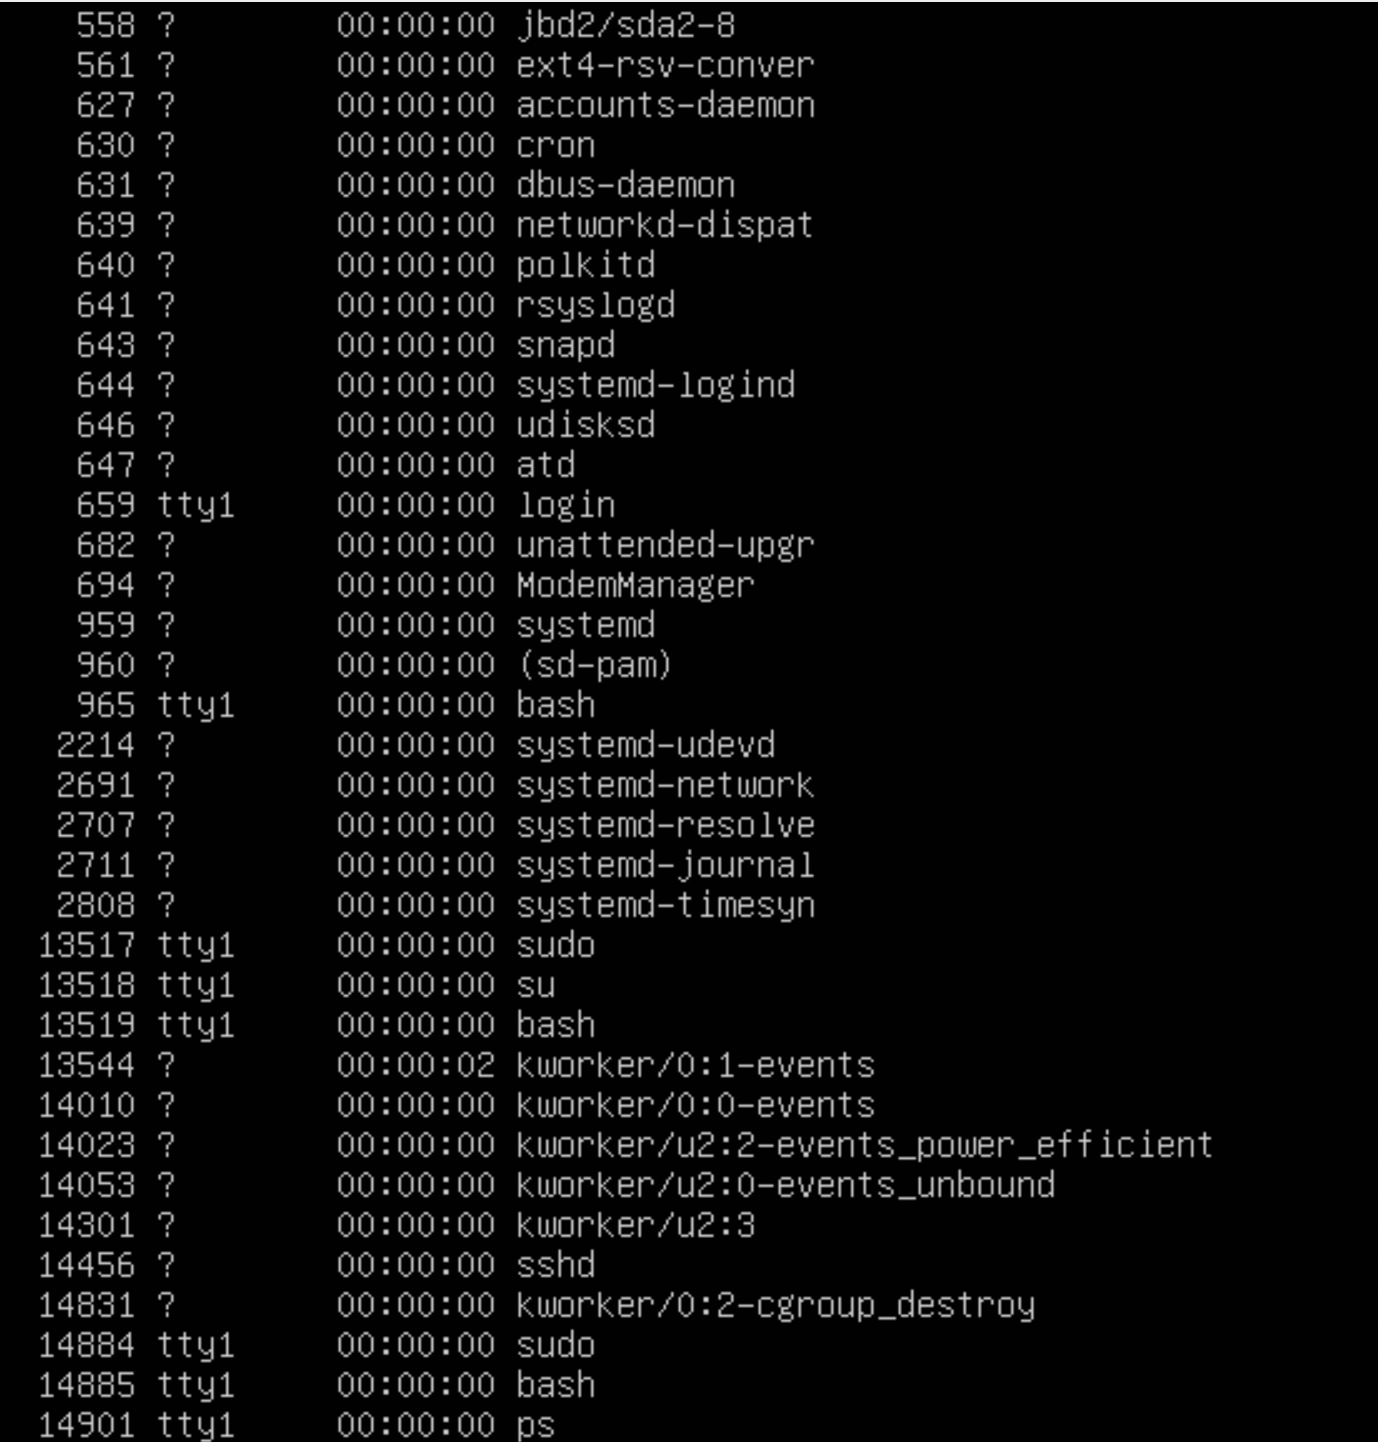 558 ? 00:00:00 jbd2/sda2-8
561 ? 00:00:00 ext4-rsv-conver
627 ? 00:00:00 accounts-daemon
630 ? 00:00:00 cron
631 ? 00:00:00 dbus-daemon
639 ? 00:00:00 networkd-dispat
640 ? 00:00:00 polkitd
641 ? 00:00:00 rsyslogd
643 ? 00:00:00 snapd
644 ? 00:00:00 systemd-logind
646 ? 00:00:00 udisksd
647 ? 00:00:00 atd
659 tty1 00:00:00 login
682 ? 00:00:00 unattended-upgr
694 ? 00:00:00 ModemManager
959 ? 00:00:00 systemd
960 ? 00:00:00 (sd-pam)
965 tty1 00:00:00 bash
2214 ? 00:00:00 systemd-udevd
2691 ? 00:00:00 systemd-network
2707 ? 00:00:00 systemd-resolve
2711 ? 00:00:00 systemd-journal
2808 ? 00:00:00 systemd-timesyn
13517 tty1 00:00:00 sudo
13518 tty1 00:00:00 su
13519 tty1 00:00:00 bash
13544 ? 00:00:02 kworker/0:1-events
14010 ? 00:00:00 kworker/0:0-events
14023 ? 00:00:00 kworker/u2:2-events_power_efficient
14053 ? 00:00:00 kworker/u2:0-events_unbound
14301 ? 00:00:00 kworker/u2:3
14456 ? 00:00:00 sshd
14831 ? 00:00:00 kworker/0:2-cgroup_destroy
14884 tty1 00:00:00 sudo
14885 tty1 00:00:00 bash
14901 tty1 00:00:00 ps